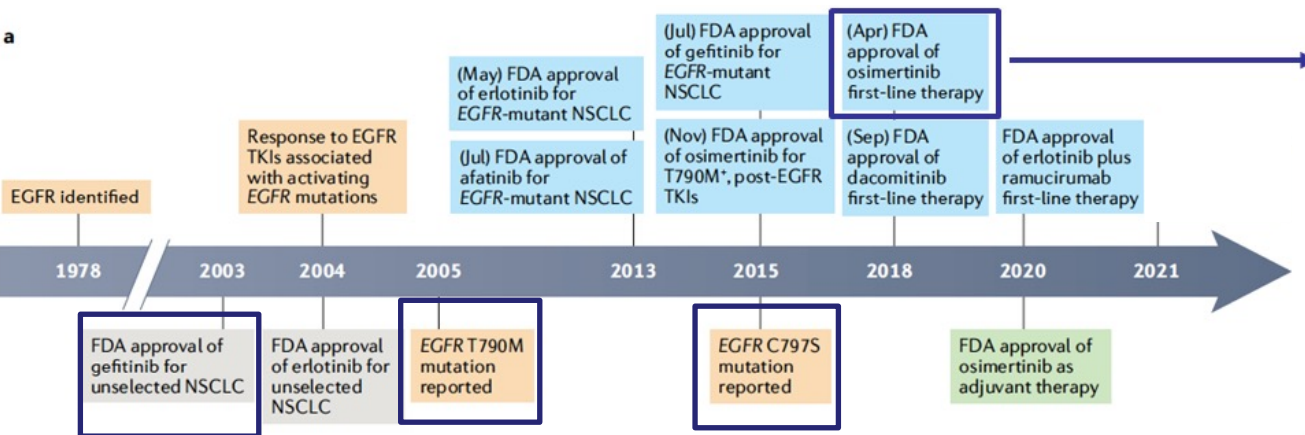 a
(Jul) FDA approval
of gefitinib for
EGFR-mutant
NSCLC
(Apr) FDA
approval of
osimertinib
first-line therapy
(May) FDA approval
of erlotinib for
EGFR-mutant NSCLC
Response to EGFR
TKIs associated
with activating
EGFR mutations
(Jul) FDA approval of
afatinib for
EGFR-mutant NSCLC
(Nov) FDA approval
of osimertinib for
T790M⁺, post-EGFR
TKIs
(Sep) FDA
approval of
dacomitinib
first-line therapy
FDA approval
of erlotinib plus
ramucirumab
first-line therapy
EGFR identified
1978 2003 2004 2005 2013 2015 2018 2020 2021
FDA approval of
gefitinib for
unselected NSCLC
FDA approval
of erlotinib for
unselected
NSCLC
EGFR T790M
mutation
reported
EGFR C797S
mutation
reported
FDA approval of
osimertinib as
adjuvant therapy